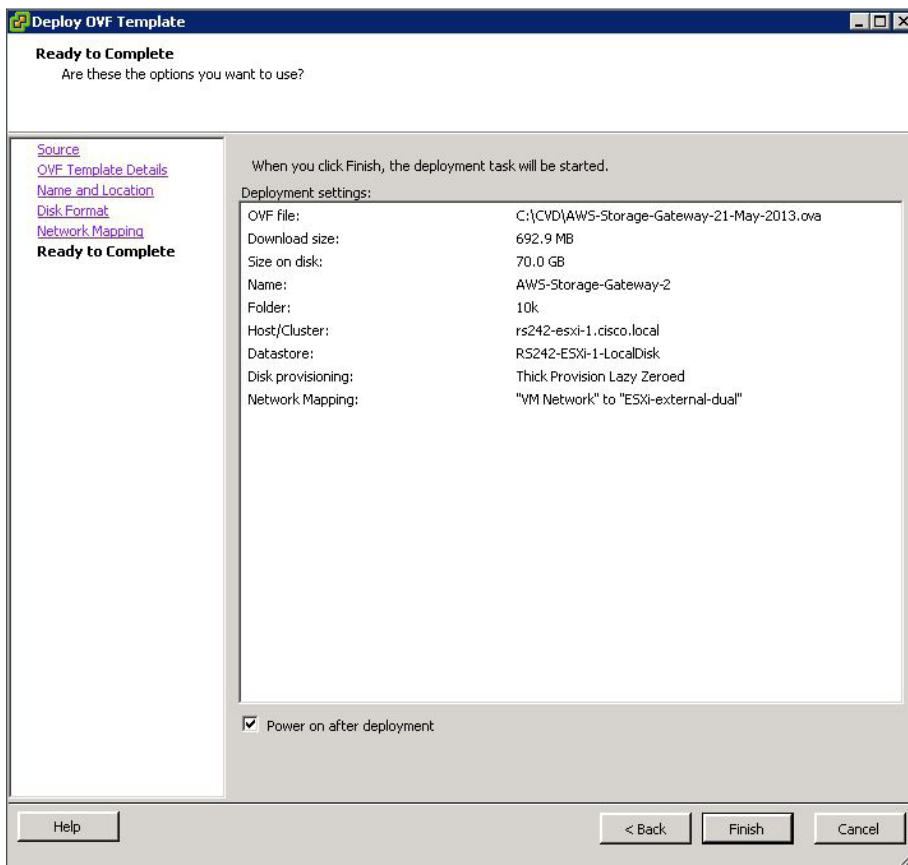 Deploy OVF Template
Ready to Complete
Are these the options you want to use?
Source
OVF Template Details
Name and Location
Disk Format
Network Mapping
Ready to Complete
When you click Finish, the deployment task will be started.
Deployment settings:
OVF file: C:\CVD\AWS-Storage-Gateway-21-May-2013.ova
Download size: 692.9 MB
Size on disk: 70.0 GB
Name: AWS-Storage-Gateway-2
Folder: 10k
Host/Cluster: rs242-esxi-1.cisco.local
Datastore: RS242-ESXi-1-LocalDisk
Disk provisioning: Thick Provision Lazy Zeroed
Network Mapping: "VM Network" to "ESXi-external-dual"
Power on after deployment
Help < Back Finish Cancel